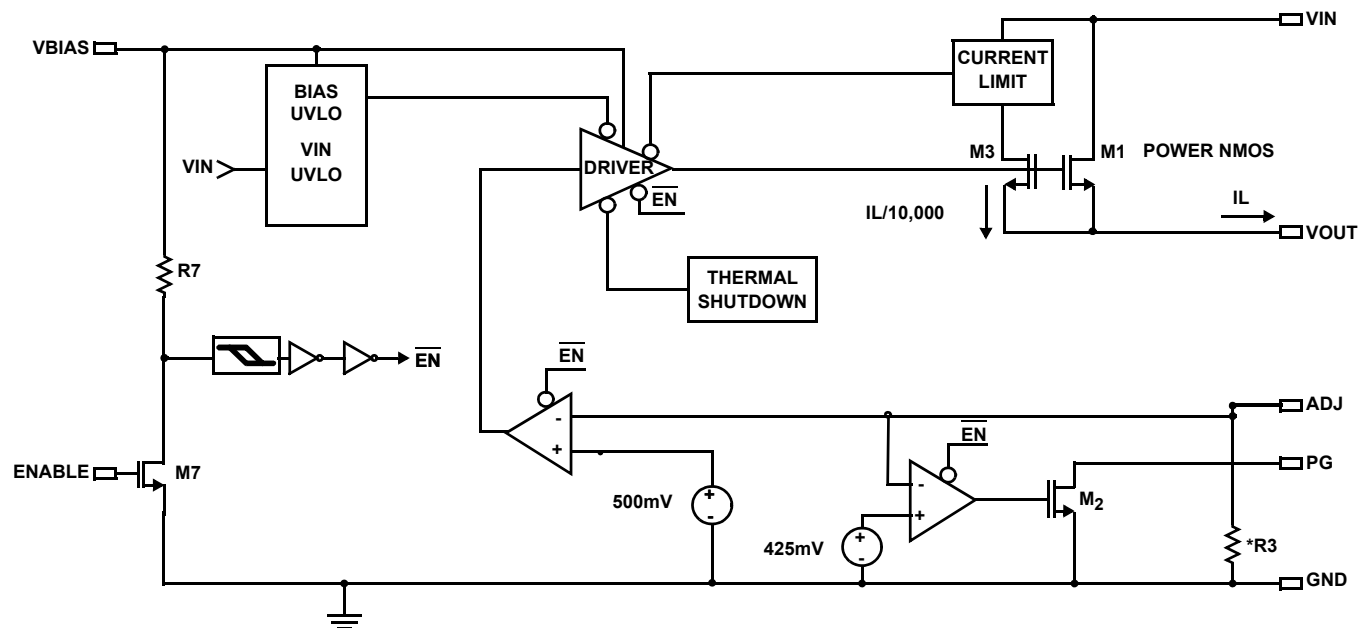 VIN
VBIAS
BIAS
UVLO
VIN
UVLO
VIN
CURRENT
LIMIT
M3
M1
POWER NMOS
DRIVER
EN
IL/10,000
IL
VOUT
R7
THERMAL
SHUTDOWN
EN
EN
ADJ
-
+
EN
ENABLE
M7
PG
-
+
M2
500mV
+
-
425mV
+
-
*R3
GND